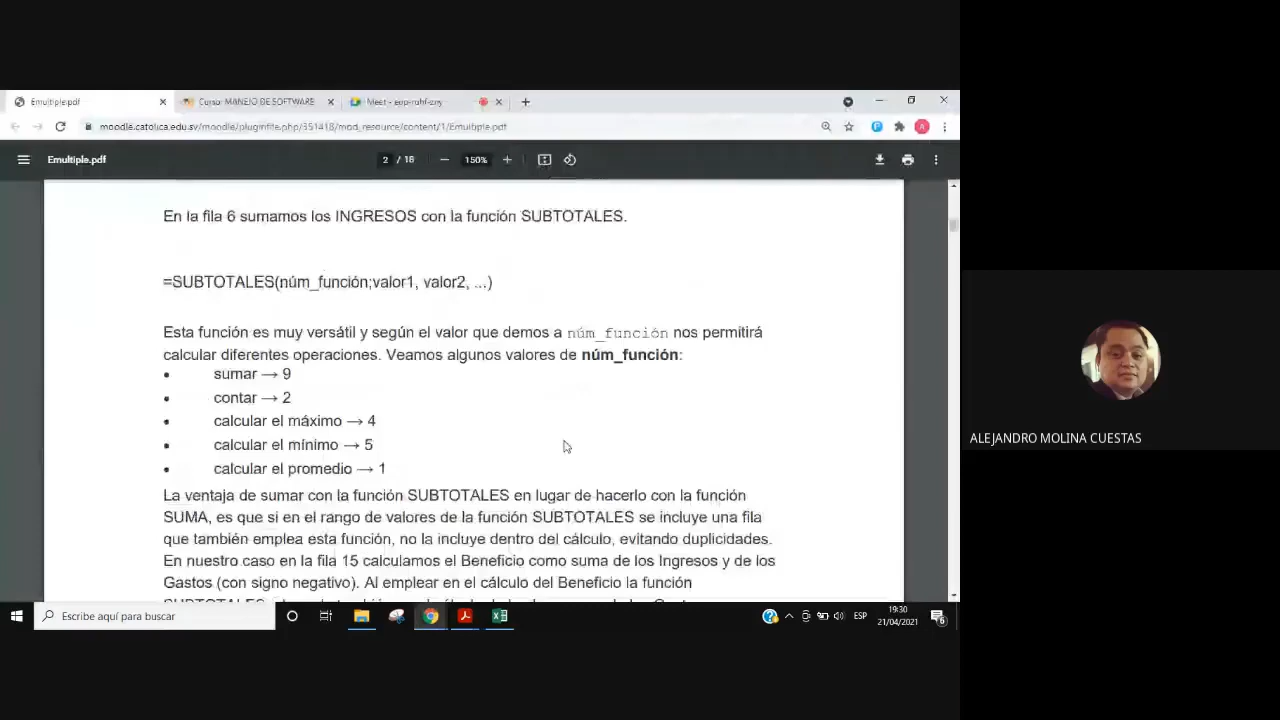 Emultiple.pdf
Curso: MANEJO DE SOFTWARE
Meet - eop-rohf-zny
moodle.catolica.edu.sv/moodle/pluginfile.php/351418/mod_resource/content/1/Emultiple.pdf
Emultiple.pdf
2 / 18
150%
En la fila 6 sumamos los INGRESOS con la función SUBTOTALES.
=SUBTOTALES(núm_función;valor1, valor2, ...)
Esta función es muy versátil y según el valor que demos a núm_función nos permitirá
calcular diferentes operaciones. Veamos algunos valores de núm_función:
• sumar → 9
• contar → 2
• calcular el máximo → 4
• calcular el mínimo → 5
• calcular el promedio → 1
La ventaja de sumar con la función SUBTOTALES en lugar de hacerlo con la función
SUMA, es que si en el rango de valores de la función SUBTOTALES se incluye una fila
que también emplea esta función, no la incluye dentro del cálculo, evitando duplicidades.
En nuestro caso en la fila 15 calculamos el Beneficio como suma de los Ingresos y de los
Gastos (con signo negativo). Al emplear en el cálculo del Beneficio la función
ALEJANDRO MOLINA CUESTAS
Escribe aquí para buscar
ESP
19:30
21/04/2021
6